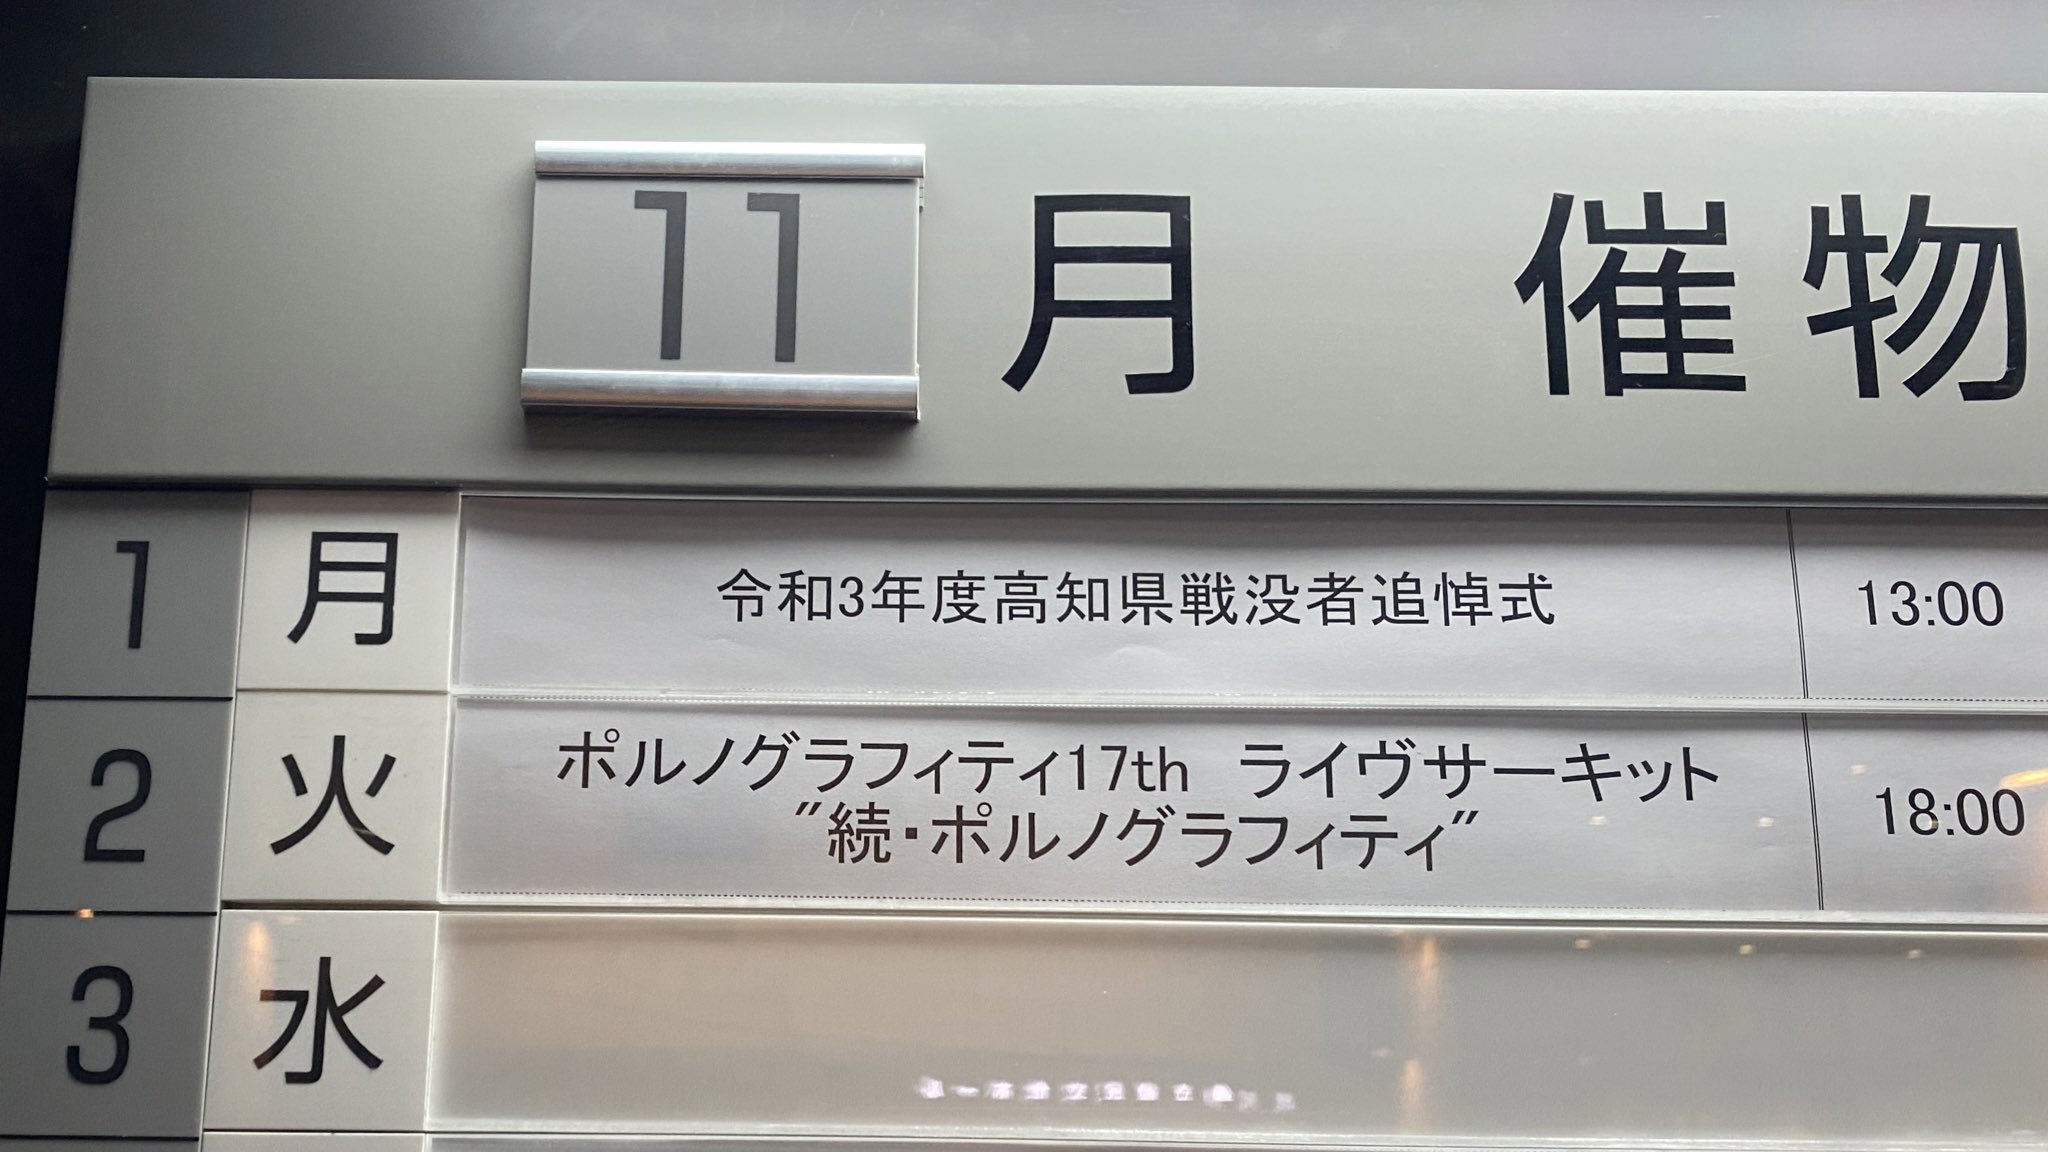 11月 催物
1 月 令和3年度高知県戦没者追悼式 13:00
2 火 ポルノグラフィティ17th ライヴサーキット 18:00
"続・ポルノグラフィティ"
3 水